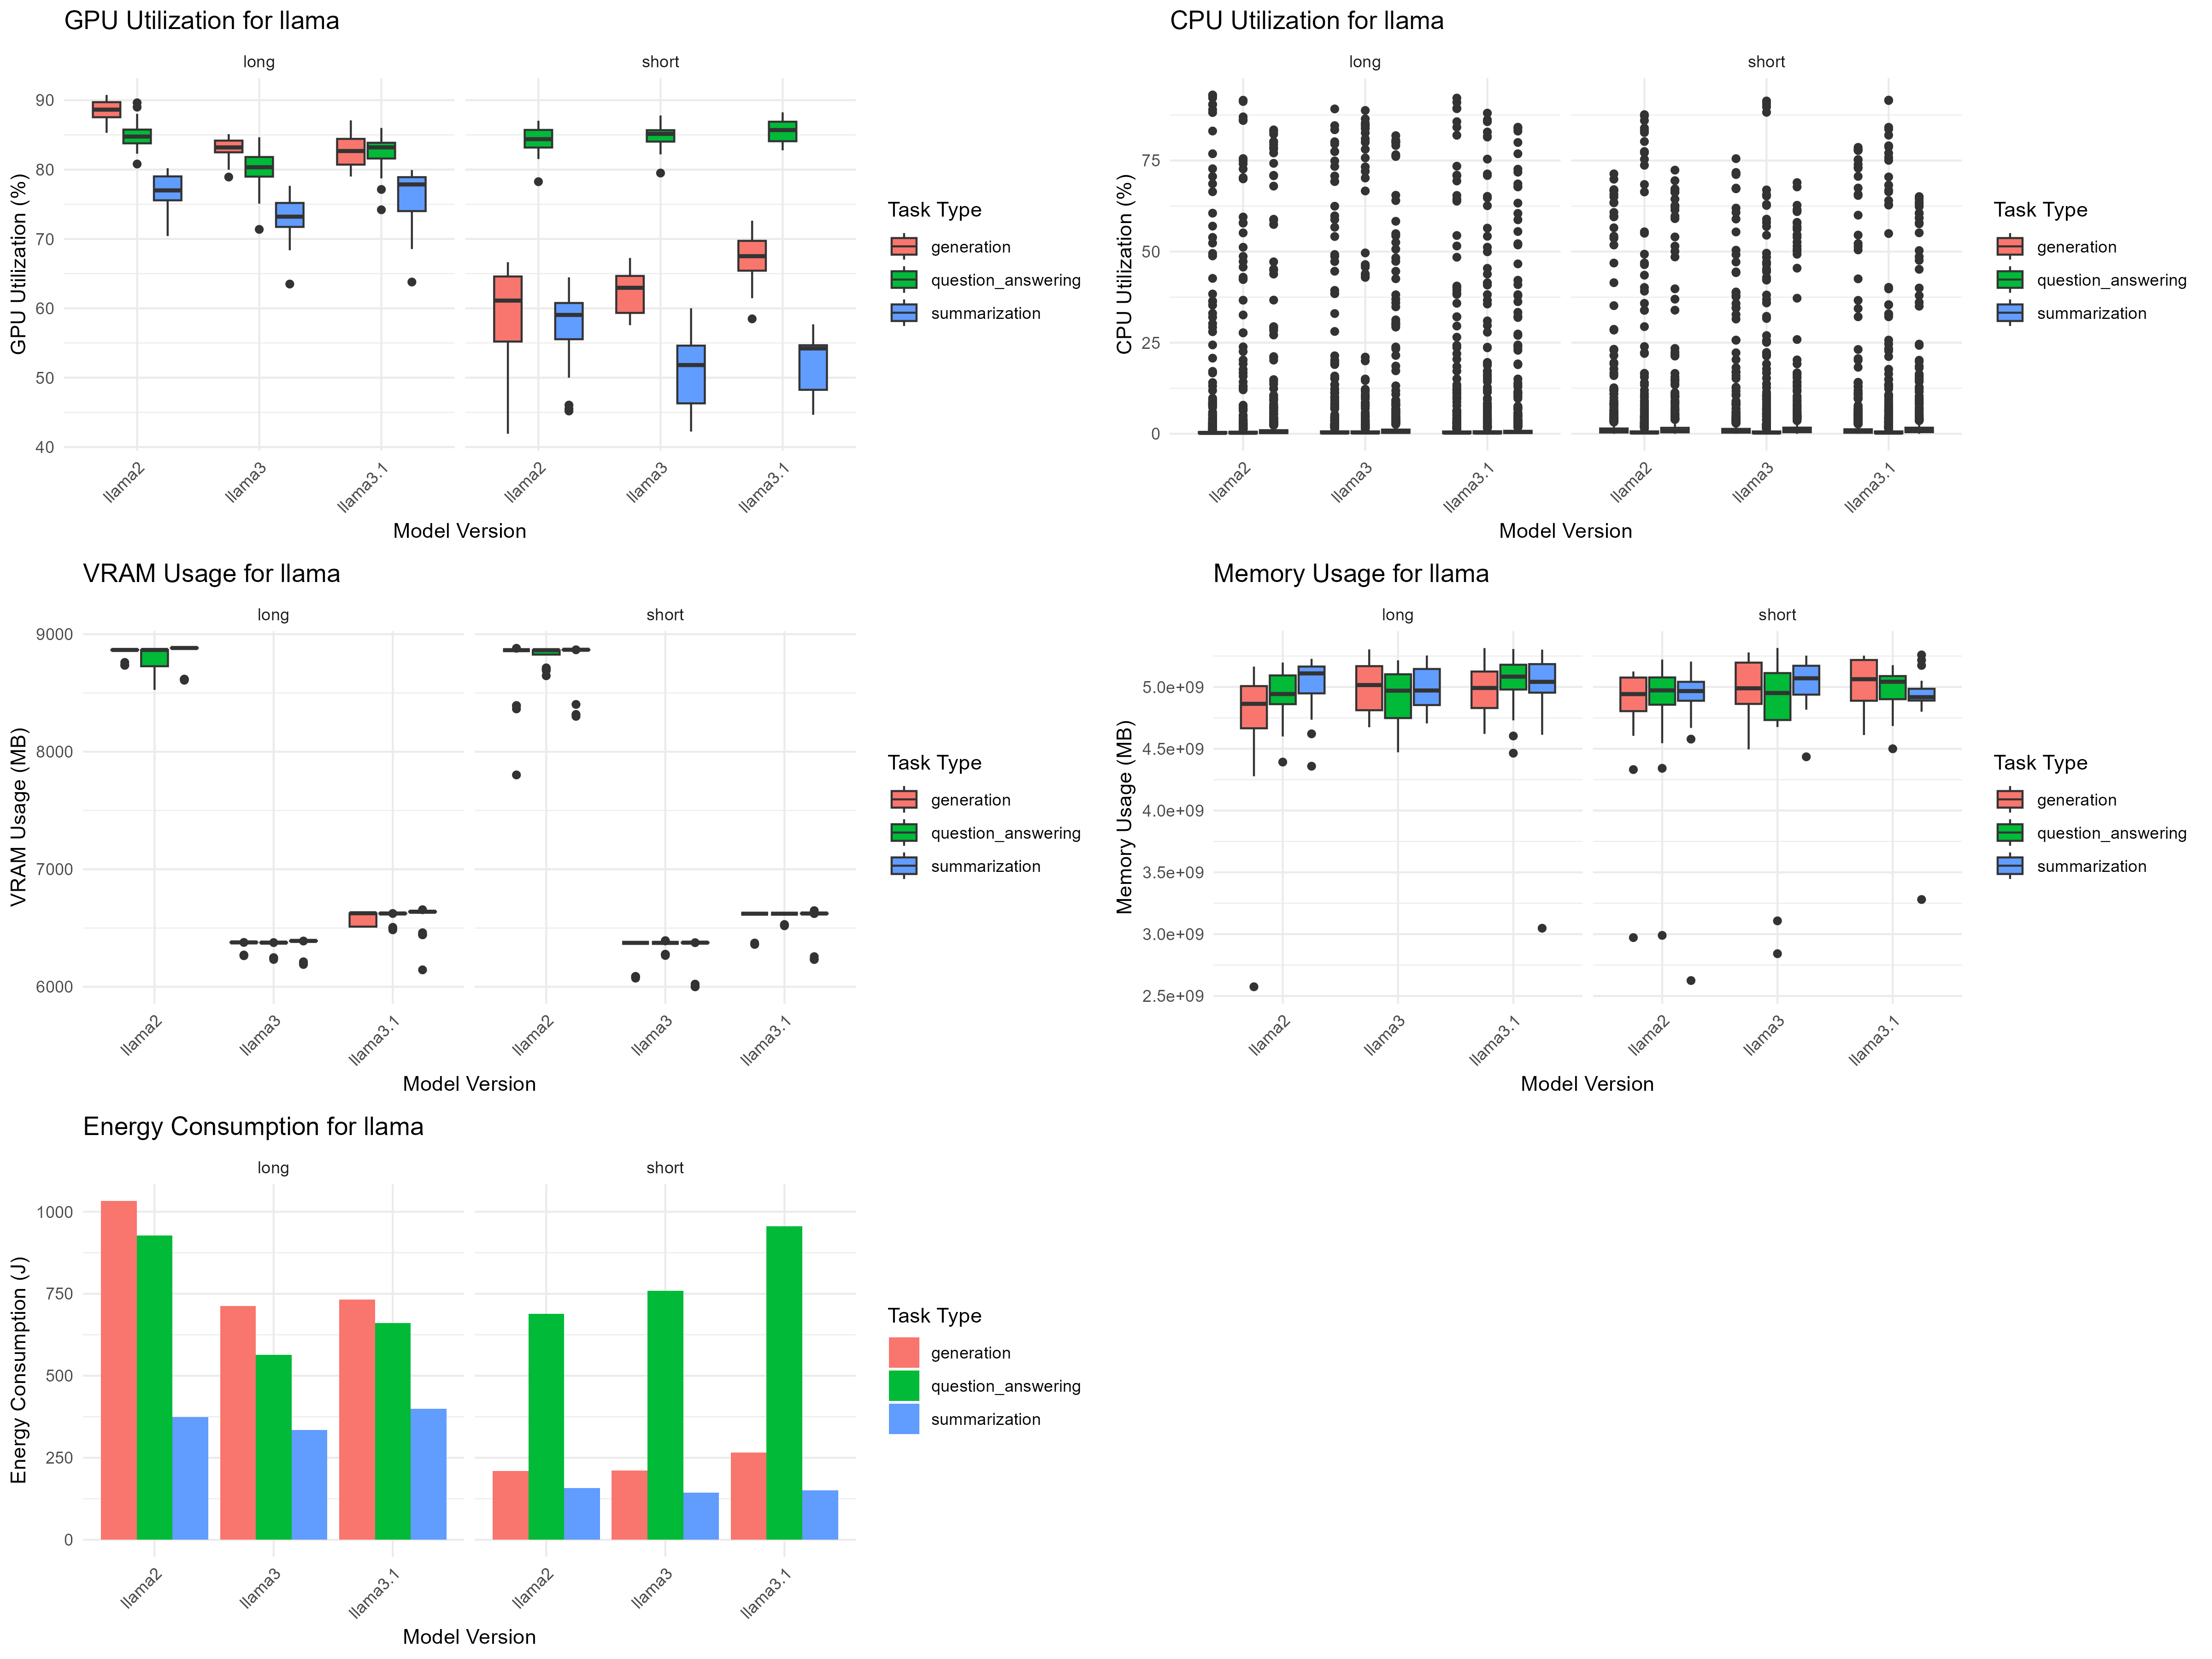 GPU Utilization for llama
long
short
GPU Utilization (%)
90
80
70
60
50
40
llama2
llama3
llama3.1
llama2
llama3
llama3.1
Model Version
Task Type
generation
question_answering
summarization
CPU Utilization for llama
long
short
CPU Utilization (%)
75
50
25
0
llama2
llama3
llama3.1
llama2
llama3
llama3.1
Model Version
Task Type
generation
question_answering
summarization
VRAM Usage for llama
long
short
VRAM Usage (MB)
9000
8000
7000
6000
llama2
llama3
llama3.1
llama2
llama3
llama3.1
Model Version
Task Type
generation
question_answering
summarization
Memory Usage for llama
long
short
Memory Usage (MB)
5.0e+09
4.5e+09
4.0e+09
3.5e+09
3.0e+09
2.5e+09
llama2
llama3
llama3.1
llama2
llama3
llama3.1
Model Version
Task Type
generation
question_answering
summarization
Energy Consumption for llama
long
short
Energy Consumption (J)
1000
750
500
250
0
llama2
llama3
llama3.1
llama2
llama3
llama3.1
Model Version
Task Type
generation
question_answering
summarization